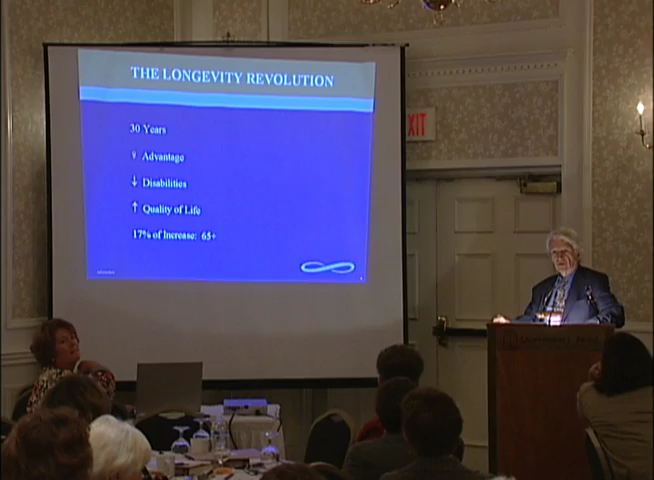 THE LONGEVITY REVOLUTION
30 Years
♀ Advantage
↓ Disabilities
↑ Quality of Life
17% of Increase: 65+
EXIT